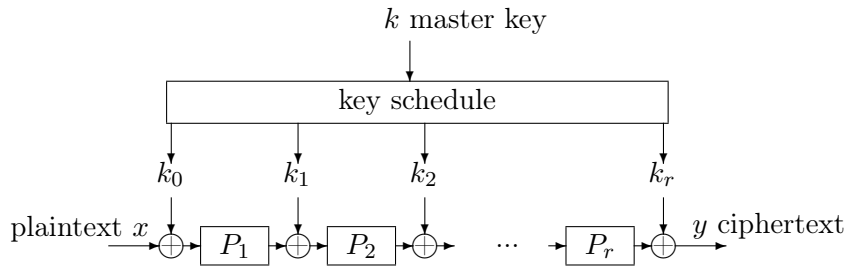 k master key
key schedule
k₀ k₁ k₂ kᵣ
plaintext x P₁ P₂ ... Pᵣ y ciphertext